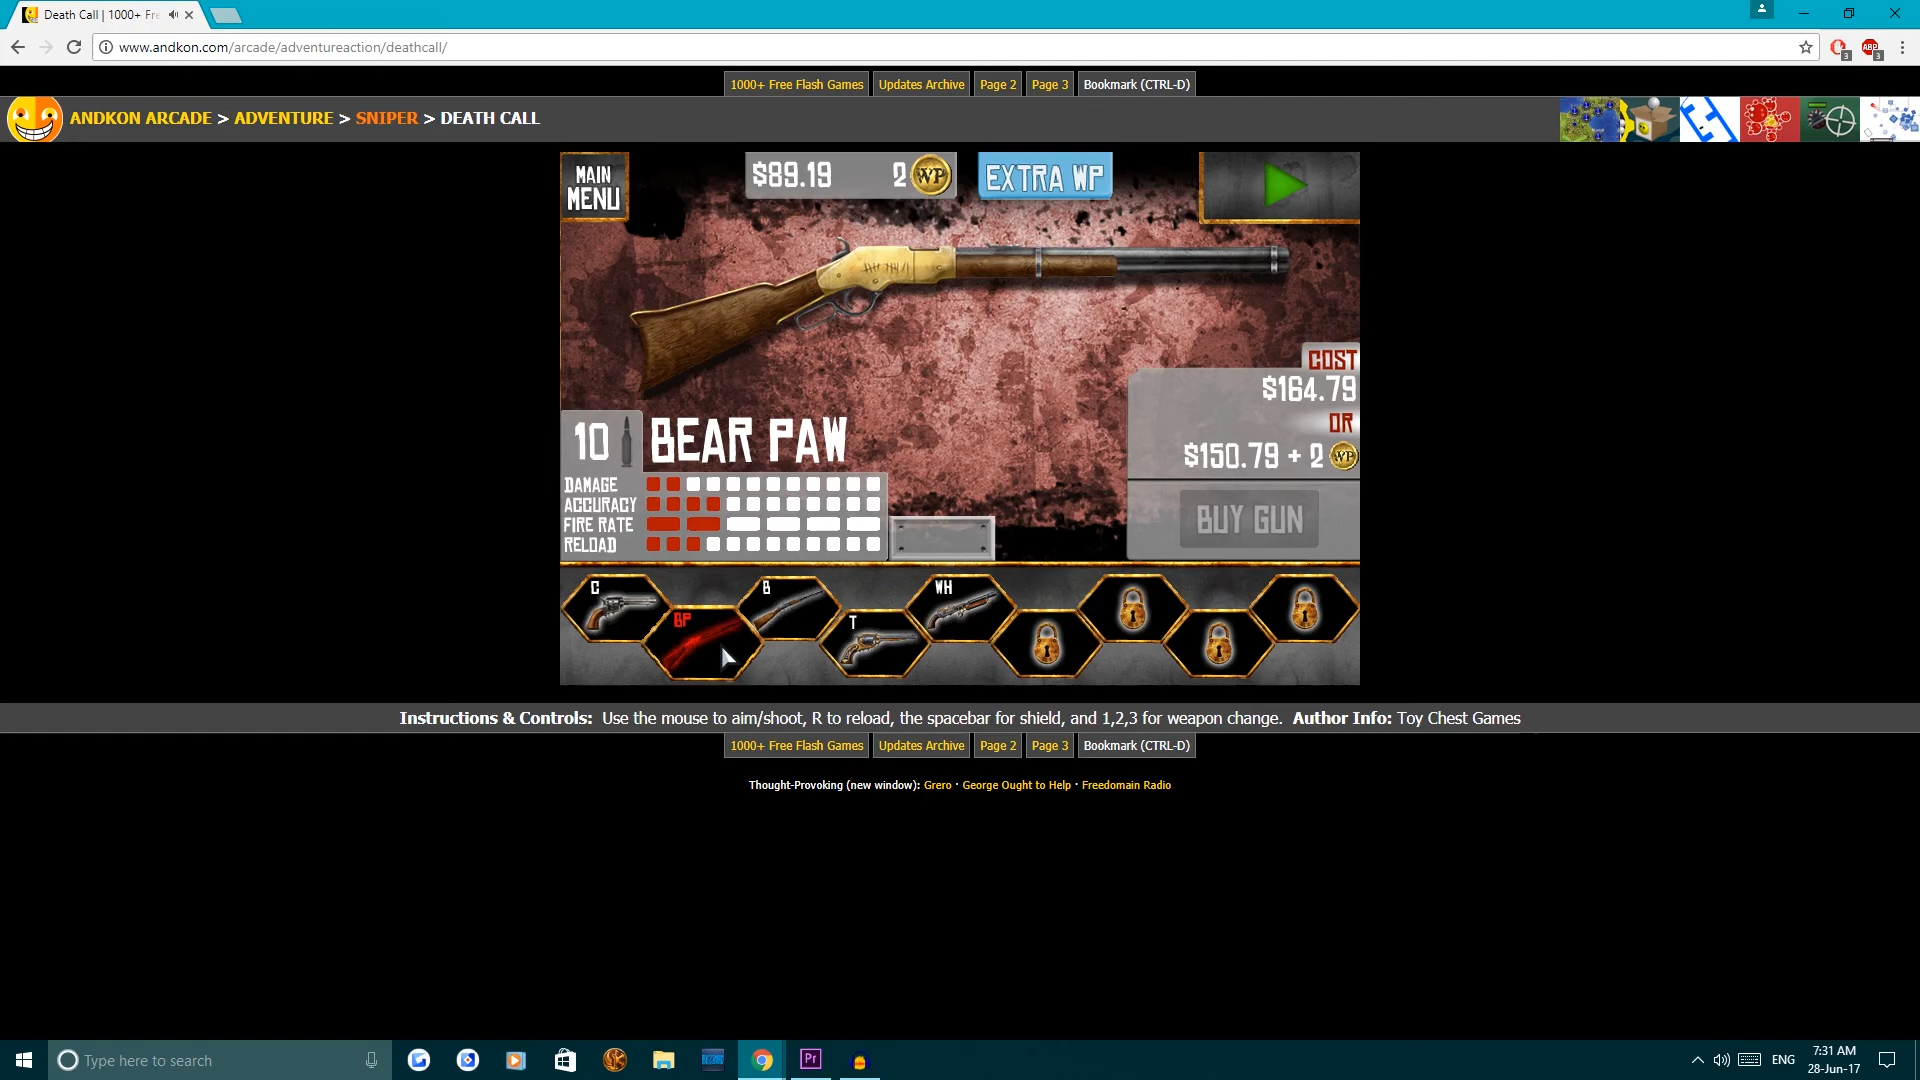 Death Call | 1000+ Fre
www.andkon.com/arcade/adventureaction/deathcall/
3
ABP
3
1000+ Free Flash Games
Updates Archive
Page 2
Page 3
Bookmark (CTRL-D)
ANDKON ARCADE > ADVENTURE > SNIPER > DEATH CALL
MAIN
MENU
$89.19
2
WP
EXTRA WP
COST
$164.79
OR
$150.79 + 2 WP
BUY GUN
10
BEAR PAW
DAMAGE
ACCURACY
FIRE RATE
RELOAD
C
BP
B
T
WH
Instructions & Controls: Use the mouse to aim/shoot, R to reload, the spacebar for shield, and 1,2,3 for weapon change. Author Info: Toy Chest Games
1000+ Free Flash Games
Updates Archive
Page 2
Page 3
Bookmark (CTRL-D)
Thought-Provoking (new window): Grero · George Ought to Help · Freedomain Radio
Type here to search
Pr
ENG
7:31 AM
28-Jun-17